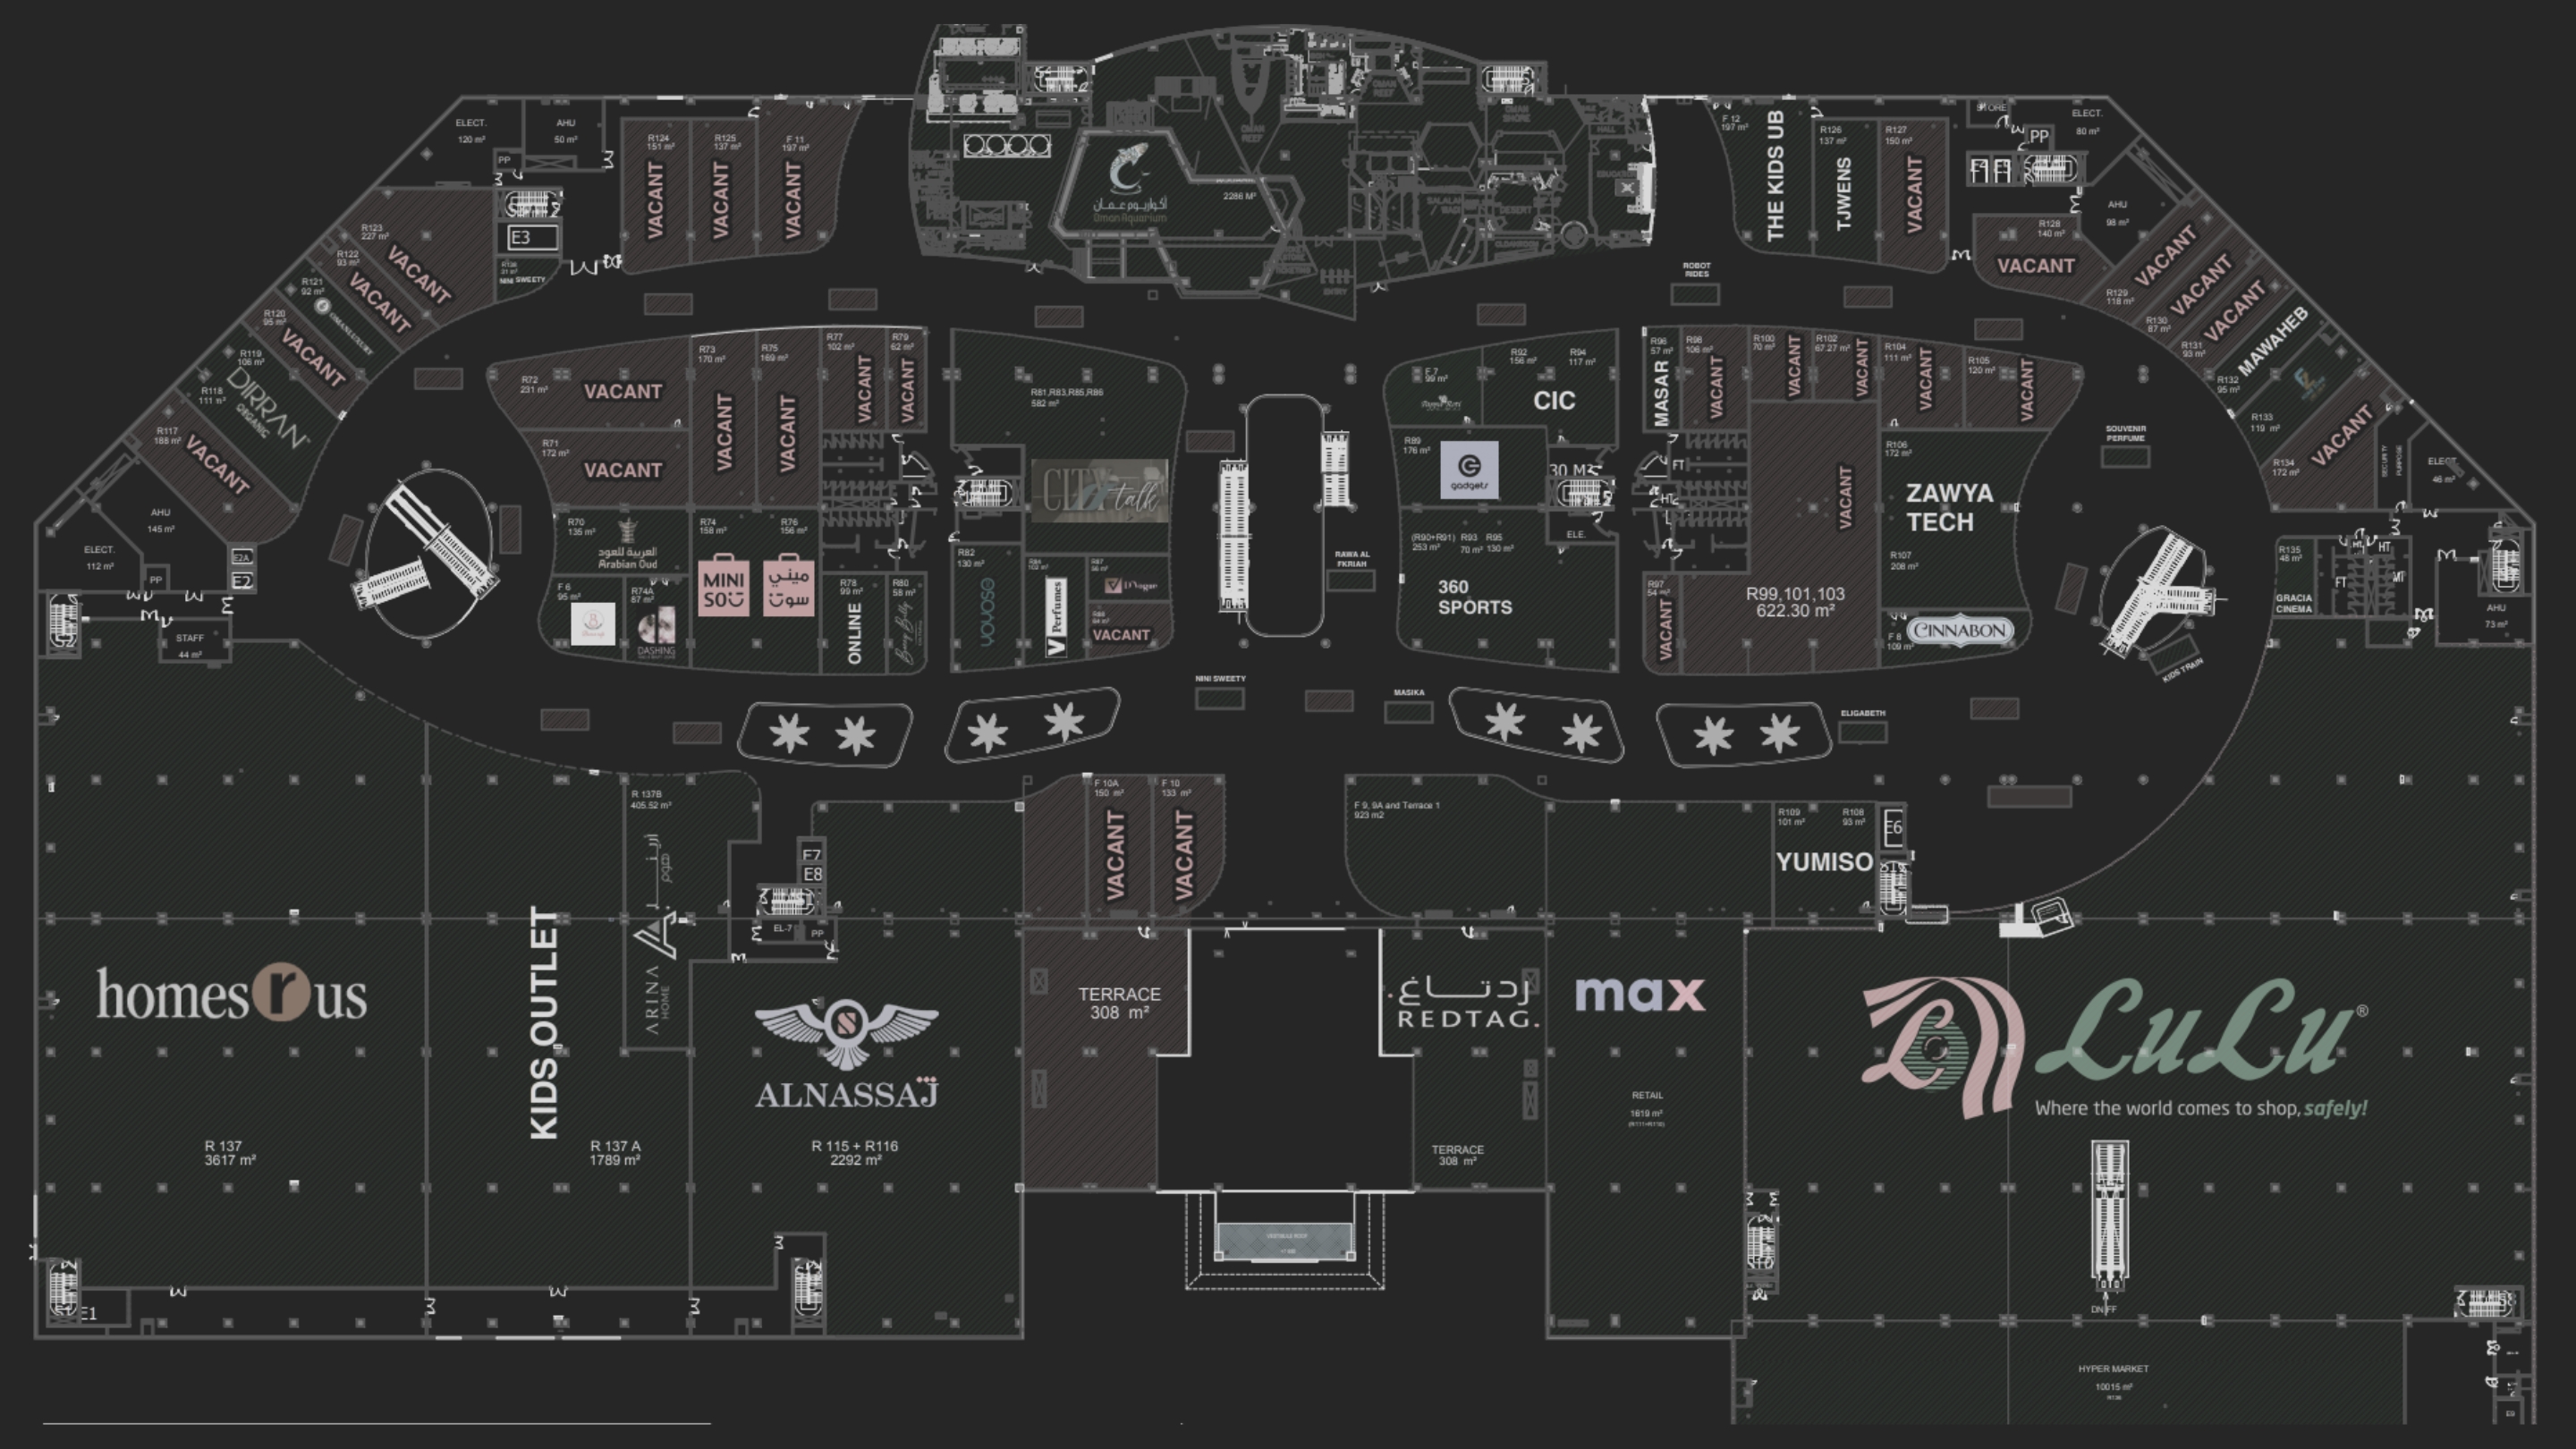 ELECT.
120 m²
AHU
50 m²
PP
R124
151 m²
VACANT
R125
137 m²
VACANT
F 11
197 m²
VACANT
E3
NINI SWEETY
R123
227 m²
VACANT
R122
93 m²
VACANT
R121
92 m²
OMANLUXURY
R120
95 m²
VACANT
R119
106 m²
R118
111 m²
DIRRAN
ORGANIC
R117
188 m²
VACANT
AHU
145 m²
ELECT.
112 m²
PP
E2A
E2
STAFF
44 m²
أكواريوم عمان
Oman Aquarium
2286 M²
F 12
197 m²
THE KIDS UB
R126
137 m²
TJWENS
R127
150 m²
VACANT
STORE
PP
ELECT.
80 m²
AHU
98 m²
R128
140 m²
VACANT
R129
118 m²
VACANT
R130
87 m²
VACANT
R131
93 m²
VACANT
R132
95 m²
MAWAHEB
R133
119 m²
R134
172 m²
VACANT
SECURITY
PURPOSE
ELECT.
46 m²
ROBOT
RIDES
R72
231 m²
VACANT
R71
172 m²
VACANT
R73
170 m²
VACANT
R75
169 m²
VACANT
R77
102 m²
VACANT
R79
62 m²
VACANT
R70
135 m²
العربية للعود
Arabian Oud
R74
158 m²
MINI
SO
R76
156 m²
ميني
سو
F 6
95 m²
R74A
87 m²
DASHING
R78
99 m²
ONLINE
R80
58 m²
R81,R83,R85,R86
582 m²
CITY talk
R82
130 m²
yoyoso
V Perfumes
R87
D'Vogue
R88
VACANT
RAWA AL
FKRIAH
F 7
99 m²
R92
156 m²
R94
117 m²
CIC
R89
176 m²
gadgets
ELE.
(R90+R91)
253 m²
R93
70 m²
R95
130 m²
360
SPORTS
R96
57 m²
MASAR
R98
106 m²
VACANT
R100
70 m²
VACANT
R102
67.27 m²
VACANT
R104
111 m²
VACANT
R105
120 m²
VACANT
FT
HT
VACANT
R99,101,103
622.30 m²
R97
54 m²
VACANT
R106
172 m²
ZAWYA
TECH
R107
208 m²
F 8
109 m²
CINNABON
SOUVENIR
PERFUME
KIDS TRAIN
R135
48 m²
GRACIA
CINEMA
FT
HT
HT
MT
AHU
73 m²
NINI SWEETY
MASIKA
ELIGABETH
R 137B
405.52 m²
ARINA
HOME
E7
E8
EL-7
PP
F 10A
150 m²
VACANT
F 10
133 m²
VACANT
F 9, 9A and Terrace 1
923 m2
R109
101 m²
R108
93 m²
YUMISO
E6
homes r us
R 137
3617 m²
KIDS OUTLET
R 137 A
1789 m²
ALNASSAJ
R 115 + R116
2292 m²
TERRACE
308 m²
ردتاغ
REDTAG.
TERRACE
308 m²
max
RETAIL
1619 m²
LuLu®
Where the world comes to shop, safely!
E1
HYPER MARKET
10015 m²